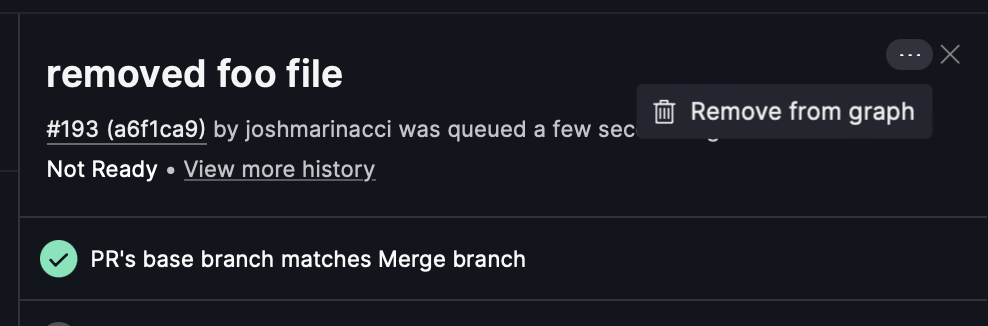 removed foo file
Remove from graph
#193 (a6f1ca9) by joshmarinacci was queued a few
Not Ready • View more history
PR's base branch matches Merge branch